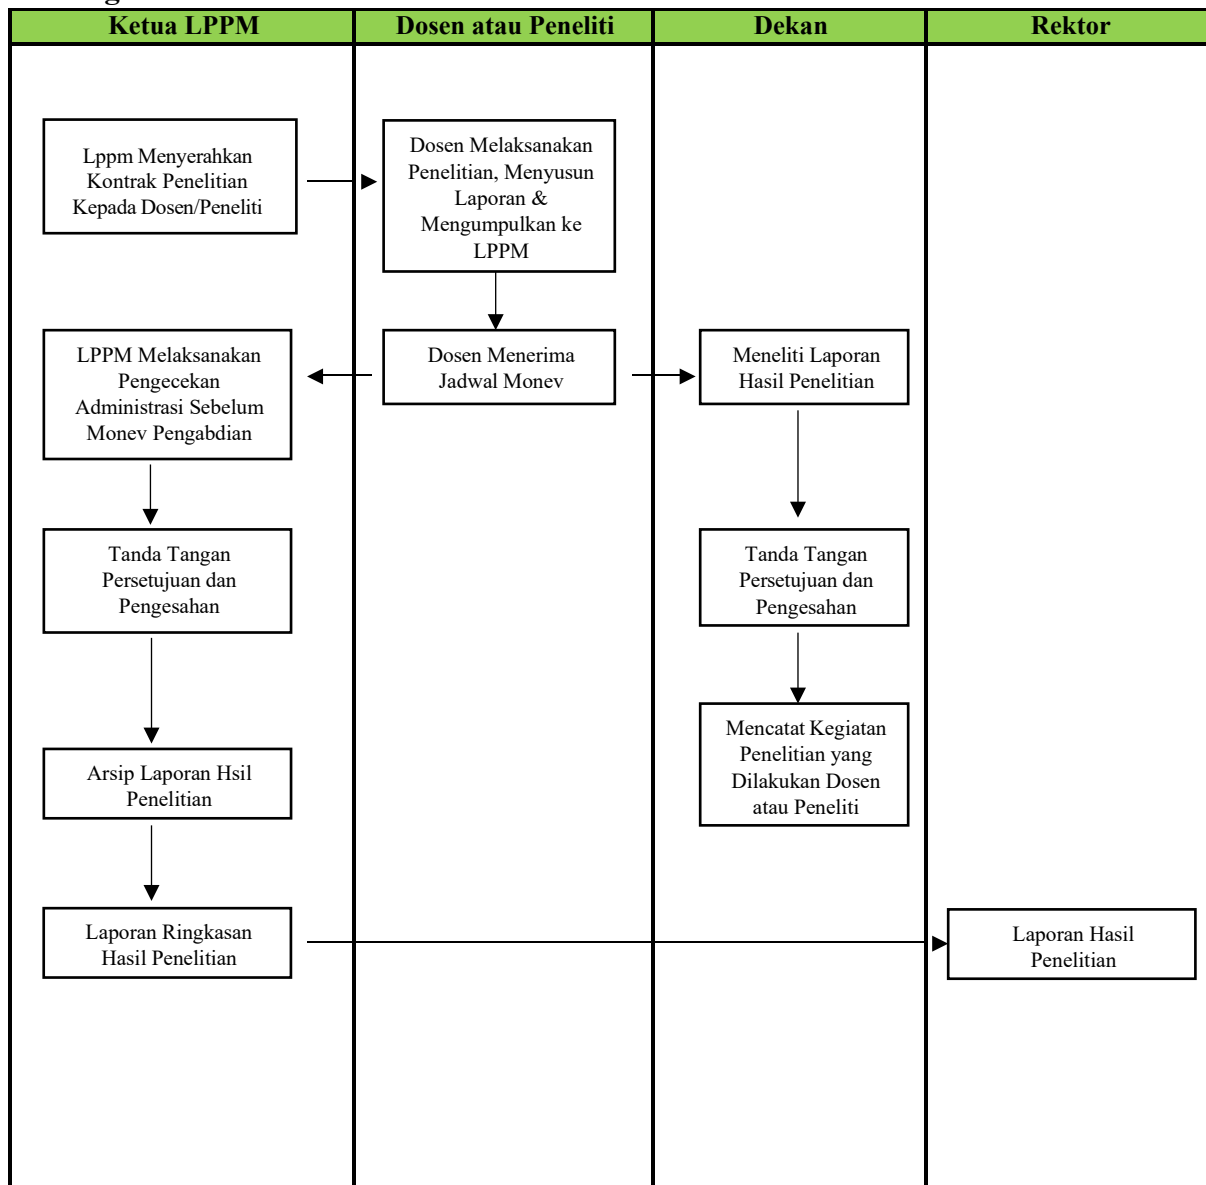 Ketua LPPM
Dosen atau Peneliti
Dekan
Rektor
Lppm Menyerahkan
Kontrak Penelitian
Kepada Dosen/Peneliti
Dosen Melaksanakan
Penelitian, Menyusun
Laporan &
Mengumpulkan ke
LPPM
LPPM Melaksanakan
Pengecekan
Administrasi Sebelum
Monev Pengabdian
Dosen Menerima
Jadwal Monev
Meneliti Laporan
Hasil Penelitian
Tanda Tangan
Persetujuan dan
Pengesahan
Tanda Tangan
Persetujuan dan
Pengesahan
Arsip Laporan Hsil
Penelitian
Mencatat Kegiatan
Penelitian yang
Dilakukan Dosen
atau Peneliti
Laporan Ringkasan
Hasil Penelitian
Laporan Hasil
Penelitian